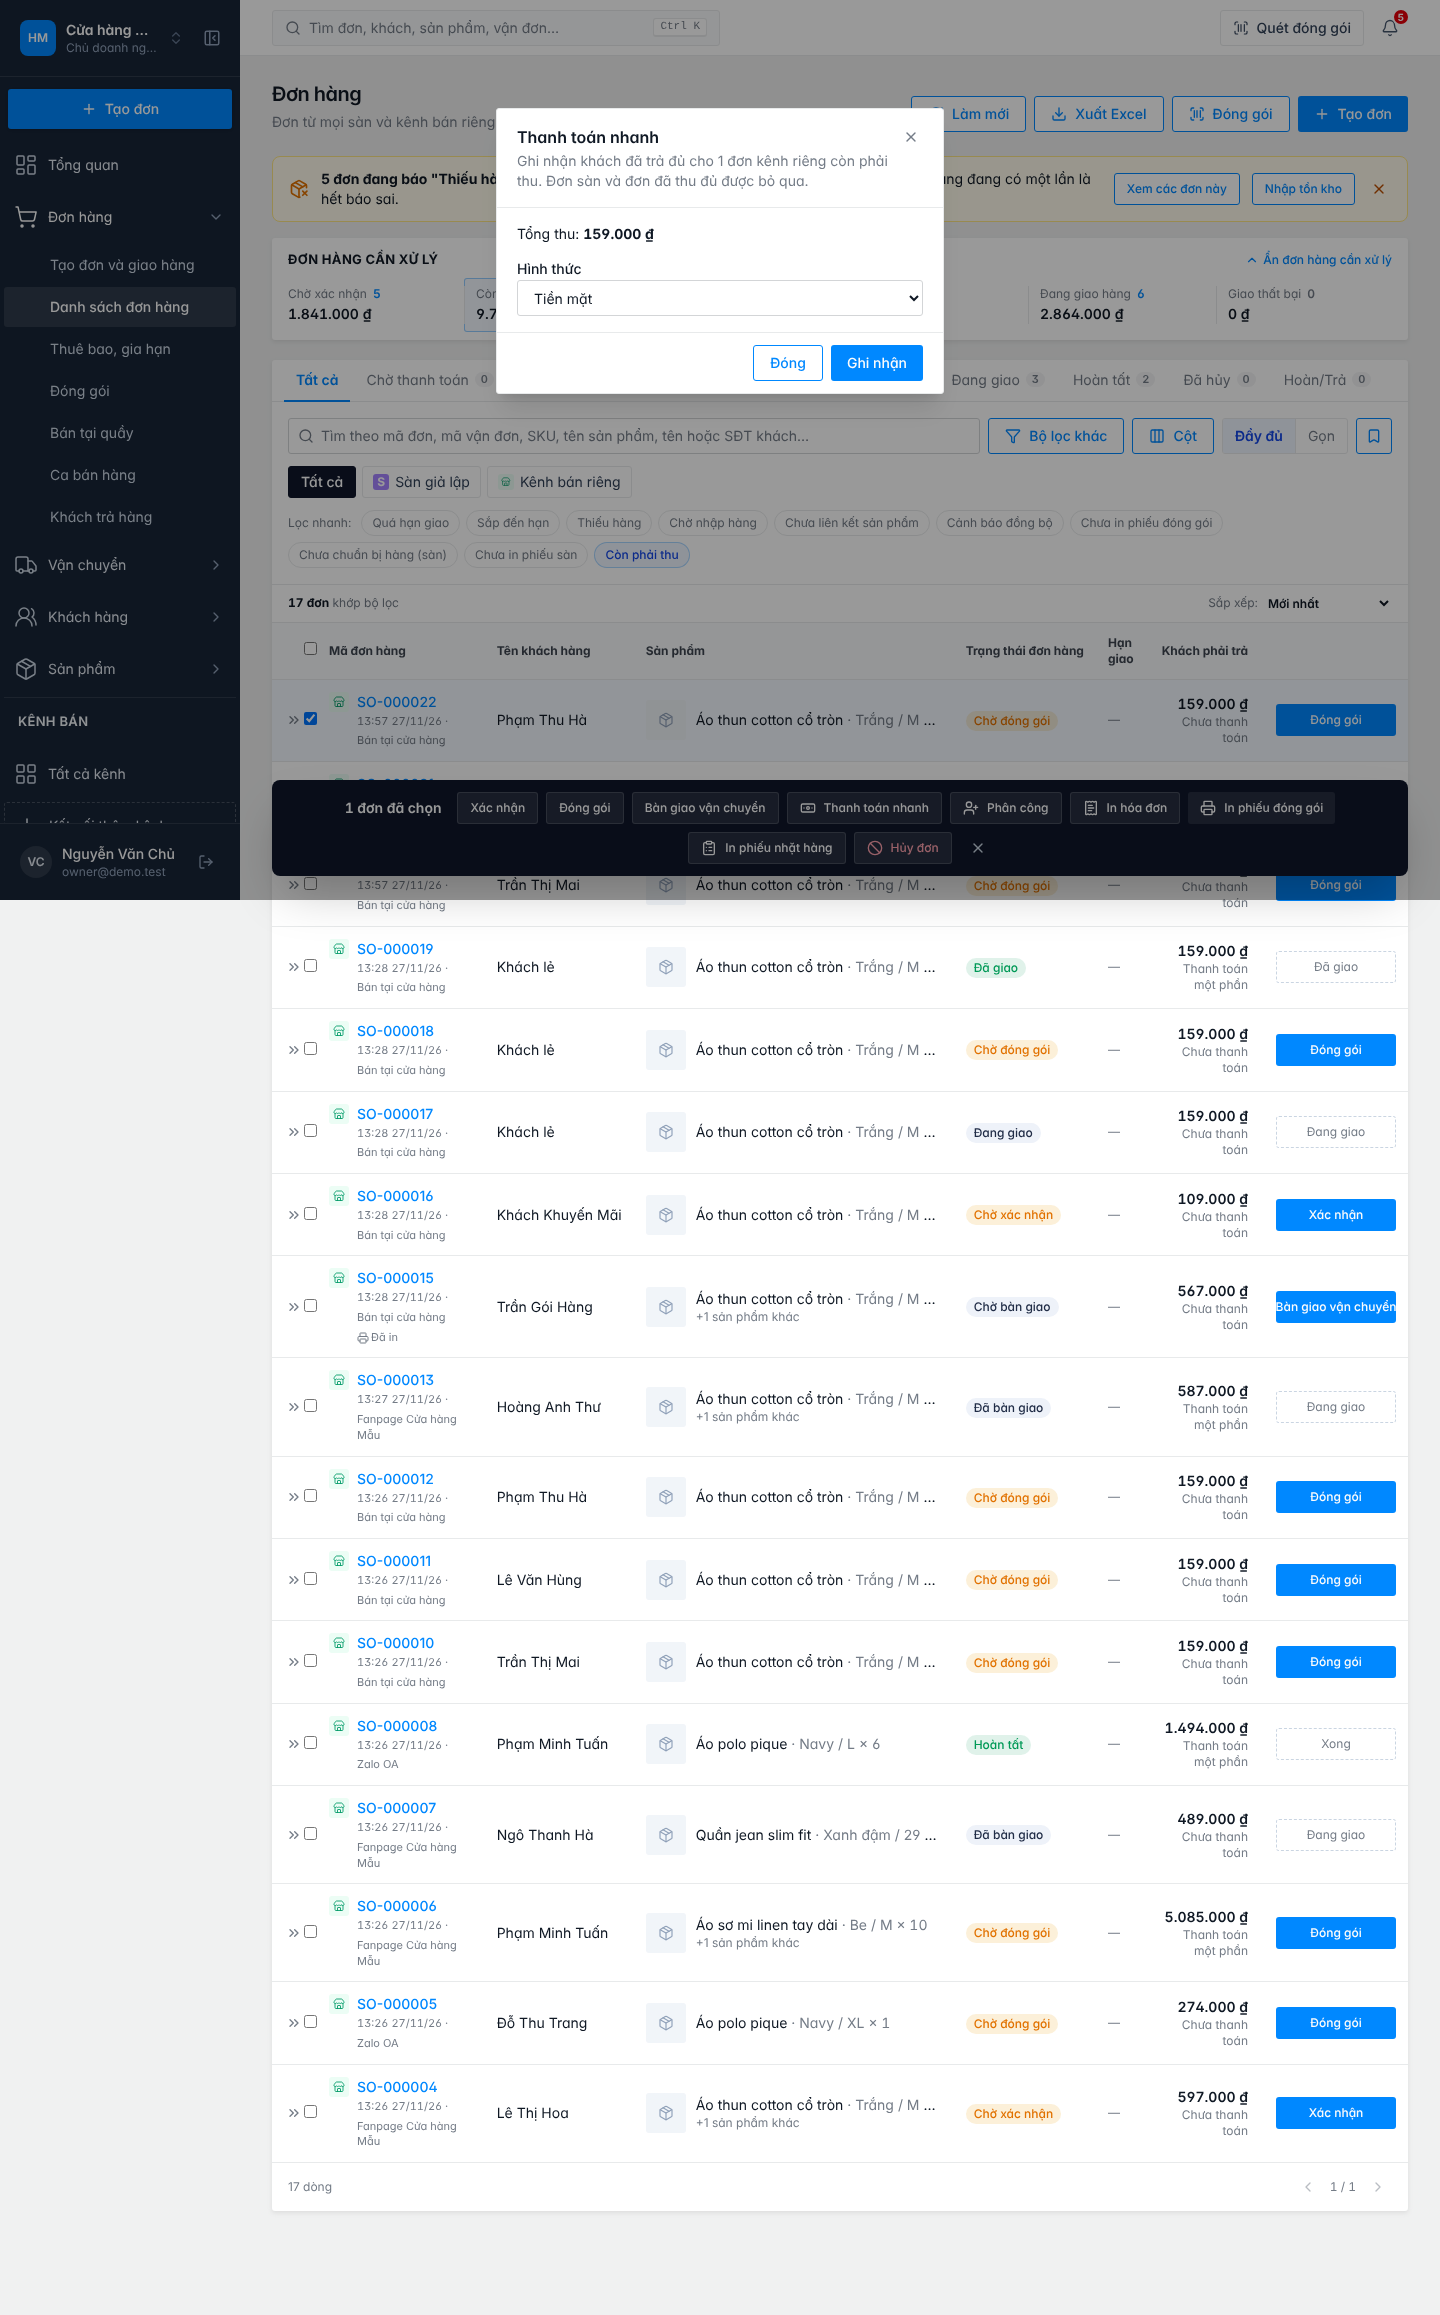 HM
Cửa hàng ...
Chủ doanh ng...
Tìm đơn, khách, sản phẩm, vận đơn...
Ctrl K
Quét đóng gói
5
Tạo đơn
Tổng quan
Đơn hàng
Tạo đơn và giao hàng
Danh sách đơn hàng
Thuê bao, gia hạn
Đóng gói
Bán tại quầy
Ca bán hàng
Khách trả hàng
Vận chuyển
Khách hàng
Sản phẩm
KÊNH BÁN
Tất cả kênh
VC
Nguyễn Văn Chủ
owner@demo.test
Đơn hàng
Đơn từ mọi sàn và kênh bán riêng
Làm mới
Xuất Excel
Đóng gói
Tạo đơn
Thanh toán nhanh
Ghi nhận khách đã trả đủ cho 1 đơn kênh riêng còn phải
thu. Đơn sàn và đơn đã thu đủ được bỏ qua.
Tổng thu: 159.000 ₫
Hình thức
Tiền mặt
Đóng
Ghi nhận
5 đơn đang báo "Thiếu
đang có một lần là
hết báo sai.
Xem các đơn này
Nhập tồn kho
ĐƠN HÀNG CẦN XỬ LÝ
Ẩn đơn hàng cần xử lý
Chờ xác nhận 5
1.841.000 ₫
Đang giao hàng 6
2.864.000 ₫
Giao thất bại 0
0 ₫
Tất cả
Chờ thanh toán 0
Đang giao 3
Hoàn tất 2
Đã hủy 0
Hoàn/Trả 0
Tìm theo mã đơn, mã vận đơn, SKU, tên sản phẩm, tên hoặc SĐT khách...
Bộ lọc khác
Cột
Đầy đủ
Gọn
Tất cả
S Sàn giả lập
Kênh bán riêng
Lọc nhanh:
Quá hạn giao
Sắp đến hạn
Thiếu hàng
Chờ nhập hàng
Chưa liên kết sản phẩm
Cảnh báo đồng bộ
Chưa in phiếu đóng gói
Chưa chuẩn bị hàng (sàn)
Chưa in phiếu sàn
Còn phải thu
17 đơn khớp bộ lọc
Sắp xếp: Mới nhất
Mã đơn hàng
Tên khách hàng
Sản phẩm
Trạng thái đơn hàng
Hạn
giao
Khách phải trả
SO-000022
13:57 27/11/26 ·
Bán tại cửa hàng
Phạm Thu Hà
Áo thun cotton cổ tròn · Trắng / M ...
Chờ đóng gói
—
159.000 ₫
Chưa thanh
toán
Đóng gói
1 đơn đã chọn
Xác nhận
Đóng gói
Bàn giao vận chuyển
Thanh toán nhanh
Phân công
In hóa đơn
In phiếu đóng gói
In phiếu nhặt hàng
Hủy đơn
13:57 27/11/26 ·
Bán tại cửa hàng
Trần Thị Mai
Áo thun cotton cổ tròn · Trắng / M ...
Chờ đóng gói
—
Chưa thanh
toán
Đóng gói
SO-000019
13:28 27/11/26 ·
Bán tại cửa hàng
Khách lẻ
Áo thun cotton cổ tròn · Trắng / M ...
Đã giao
—
159.000 ₫
Thanh toán
một phần
Đã giao
SO-000018
13:28 27/11/26 ·
Bán tại cửa hàng
Khách lẻ
Áo thun cotton cổ tròn · Trắng / M ...
Chờ đóng gói
—
159.000 ₫
Chưa thanh
toán
Đóng gói
SO-000017
13:28 27/11/26 ·
Bán tại cửa hàng
Khách lẻ
Áo thun cotton cổ tròn · Trắng / M ...
Đang giao
—
159.000 ₫
Chưa thanh
toán
Đang giao
SO-000016
13:28 27/11/26 ·
Bán tại cửa hàng
Khách Khuyến Mãi
Áo thun cotton cổ tròn · Trắng / M ...
Chờ xác nhận
—
109.000 ₫
Chưa thanh
toán
Xác nhận
SO-000015
13:28 27/11/26 ·
Bán tại cửa hàng
Đã in
Trần Gói Hàng
Áo thun cotton cổ tròn · Trắng / M ...
+1 sản phẩm khác
Chờ bàn giao
—
567.000 ₫
Chưa thanh
toán
Bàn giao vận chuyển
SO-000013
13:27 27/11/26 ·
Fanpage Cửa hàng
Mẫu
Hoàng Anh Thư
Áo thun cotton cổ tròn · Trắng / M ...
+1 sản phẩm khác
Đã bàn giao
—
587.000 ₫
Thanh toán
một phần
Đang giao
SO-000012
13:26 27/11/26 ·
Bán tại cửa hàng
Phạm Thu Hà
Áo thun cotton cổ tròn · Trắng / M ...
Chờ đóng gói
—
159.000 ₫
Chưa thanh
toán
Đóng gói
SO-000011
13:26 27/11/26 ·
Bán tại cửa hàng
Lê Văn Hùng
Áo thun cotton cổ tròn · Trắng / M ...
Chờ đóng gói
—
159.000 ₫
Chưa thanh
toán
Đóng gói
SO-000010
13:26 27/11/26 ·
Bán tại cửa hàng
Trần Thị Mai
Áo thun cotton cổ tròn · Trắng / M ...
Chờ đóng gói
—
159.000 ₫
Chưa thanh
toán
Đóng gói
SO-000008
13:26 27/11/26 ·
Zalo OA
Phạm Minh Tuấn
Áo polo pique · Navy / L × 6
Hoàn tất
—
1.494.000 ₫
Thanh toán
một phần
Xong
SO-000007
13:26 27/11/26 ·
Fanpage Cửa hàng
Mẫu
Ngô Thanh Hà
Quần jean slim fit · Xanh đậm / 29 ...
Đã bàn giao
—
489.000 ₫
Chưa thanh
toán
Đang giao
SO-000006
13:26 27/11/26 ·
Fanpage Cửa hàng
Mẫu
Phạm Minh Tuấn
Áo sơ mi linen tay dài · Be / M × 10
+1 sản phẩm khác
Chờ đóng gói
—
5.085.000 ₫
Thanh toán
một phần
Đóng gói
SO-000005
13:26 27/11/26 ·
Zalo OA
Đỗ Thu Trang
Áo polo pique · Navy / XL × 1
Chờ đóng gói
—
274.000 ₫
Chưa thanh
toán
Đóng gói
SO-000004
13:26 27/11/26 ·
Fanpage Cửa hàng
Mẫu
Lê Thị Hoa
Áo thun cotton cổ tròn · Trắng / M ...
+1 sản phẩm khác
Chờ xác nhận
—
597.000 ₫
Chưa thanh
toán
Xác nhận
17 dòng
1 / 1